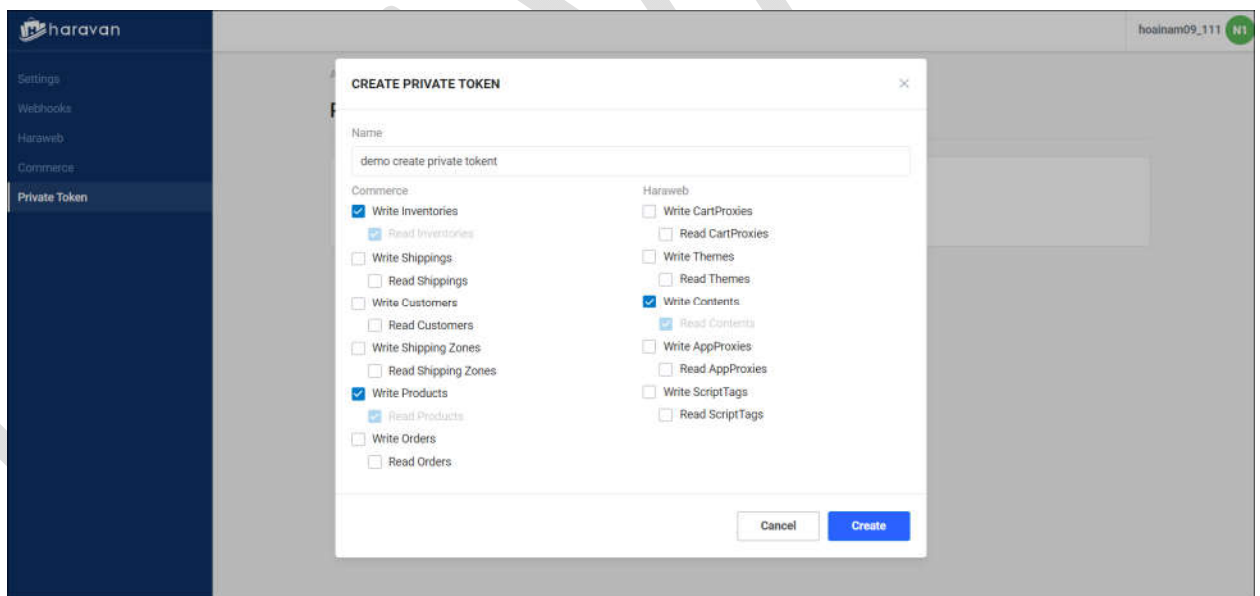 haravan
hoainam09_111 N1
Settings
Webhooks
Haraweb
Commerce
Private Token
CREATE PRIVATE TOKEN
Name
demo create private tokent
Commerce
Write Inventories
Read Inventories
Write Shippings
Read Shippings
Write Customers
Read Customers
Write Shipping Zones
Read Shipping Zones
Write Products
Read Products
Write Orders
Read Orders
Haraweb
Write CartProxies
Read CartProxies
Write Themes
Read Themes
Write Contents
Read Contents
Write AppProxies
Read AppProxies
Write ScriptTags
Read ScriptTags
Cancel
Create